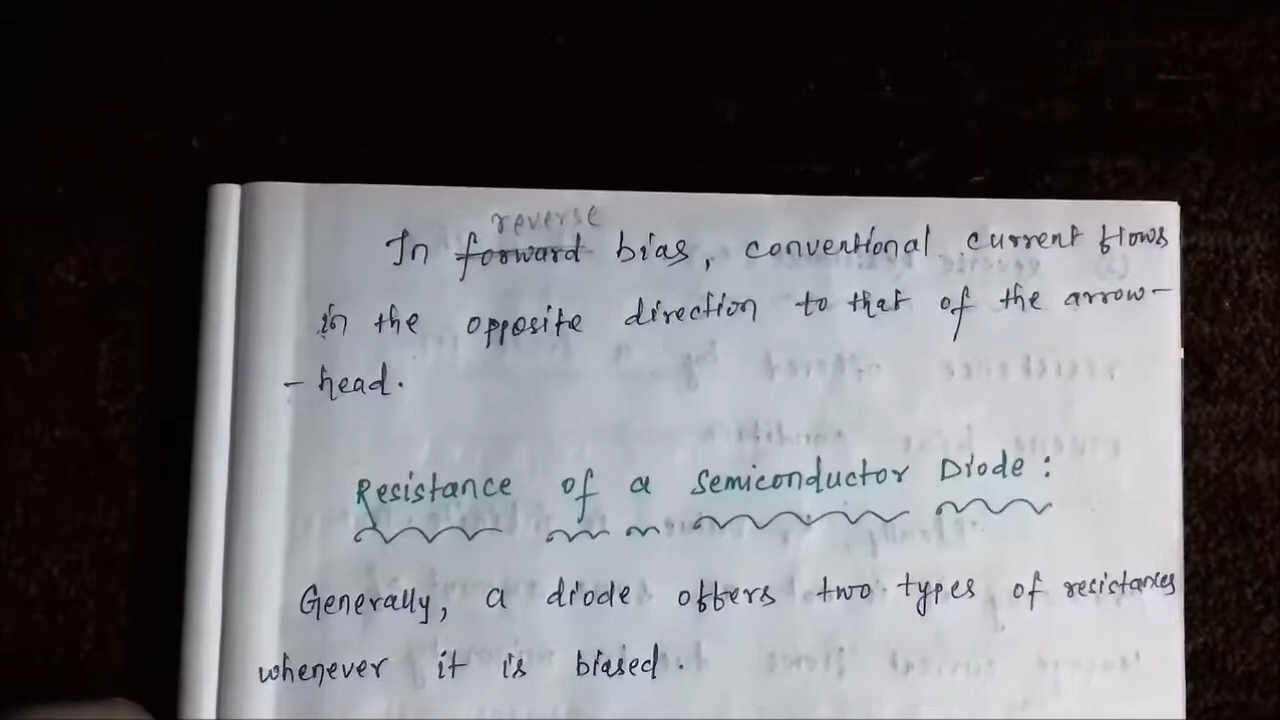 reverse
In forward bias, conventional current flows
in the opposite direction to that of the arrow-
- head.
Resistance of a Semiconductor Diode:
Generally, a diode offers two types of resistances
whenever it is biased.